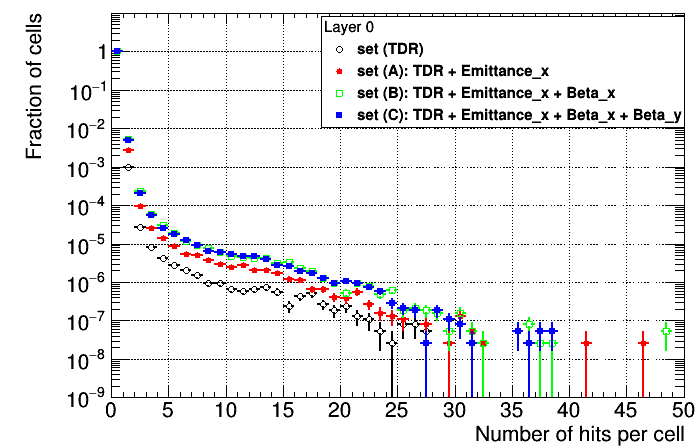 Layer 0
set (TDR)
set (A): TDR + Emittance_x
set (B): TDR + Emittance_x + Beta_x
set (C): TDR + Emittance_x + Beta_x + Beta_y
Fraction of cells
1
10⁻¹
10⁻²
10⁻³
10⁻⁴
10⁻⁵
10⁻⁶
10⁻⁷
10⁻⁸
10⁻⁹
0 5 10 15 20 25 30 35 40 45 50
Number of hits per cell